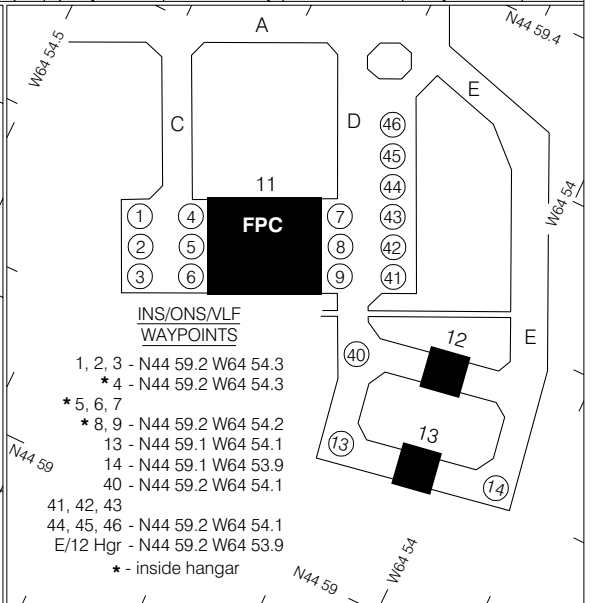 A
N44 59.4
W64 54.5
E
C
D
46
45
11
44
W64 54
1 4 FPC 7 43
2 5 8 42
3 6 9 41
INS/ONS/VLF
WAYPOINTS
12
E
40
1, 2, 3 - N44 59.2 W64 54.3
* 4 - N44 59.2 W64 54.3
* 5, 6, 7
* 8, 9 - N44 59.2 W64 54.2
13 - N44 59.1 W64 54.1
14 - N44 59.1 W64 53.9
40 - N44 59.2 W64 54.1
41, 42, 43
44, 45, 46 - N44 59.2 W64 54.1
E/12 Hgr - N44 59.2 W64 53.9
* - inside hangar
13
13
14
N44 59
N44 59
W64 54